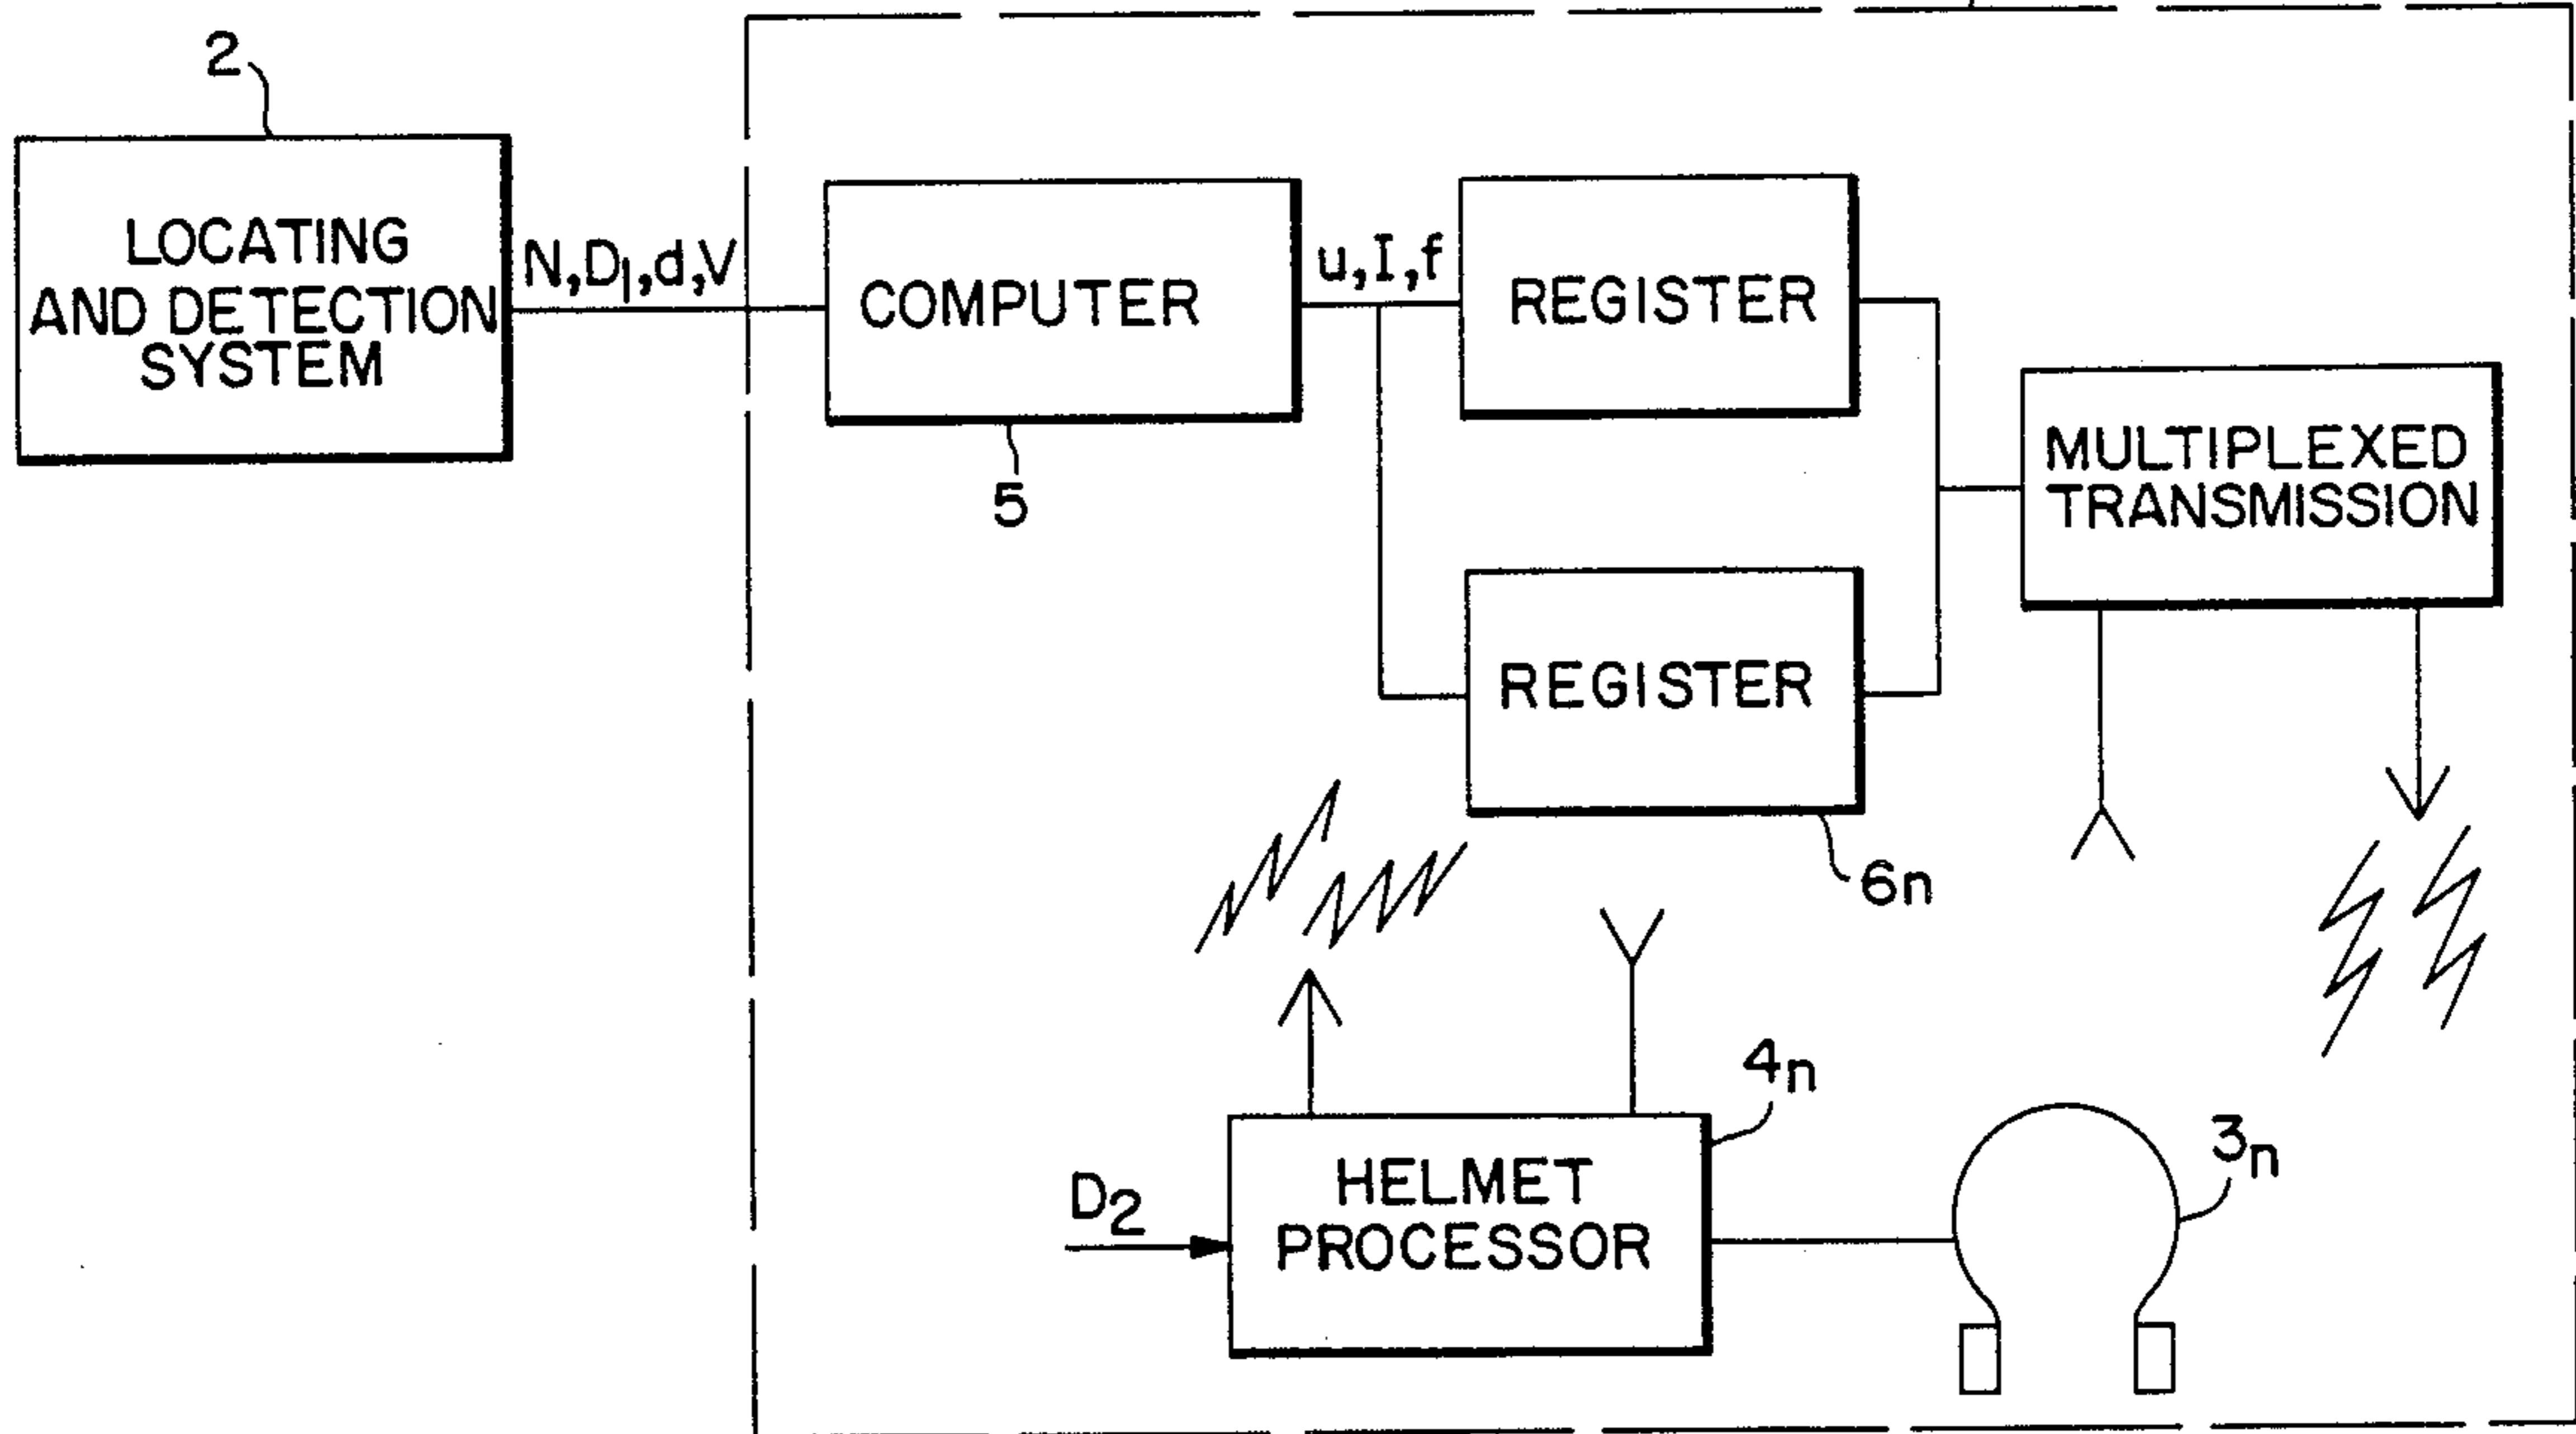 2
LOCATING
AND DETECTION
SYSTEM
N,D₁,d,V
COMPUTER
5
u,I,f
REGISTER
REGISTER
6n
MULTIPLEXED
TRANSMISSION
D₂
HELMET
PROCESSOR
4n
3n